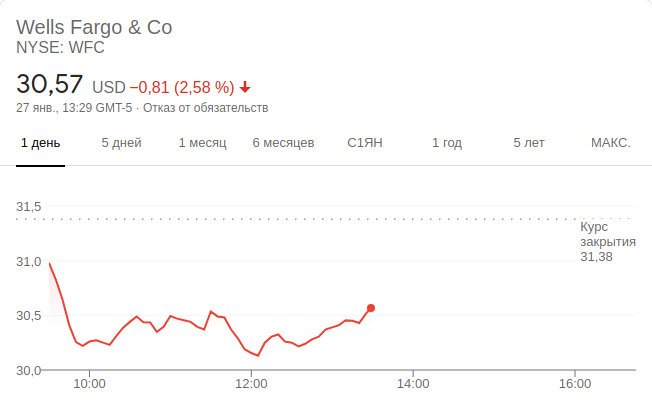 Wells Fargo & Co
NYSE: WFC
30,57 USD −0,81 (2,58 %)
27 янв., 13:29 GMT-5 · Отказ от обязательств
1 день 5 дней 1 месяц 6 месяцев С1ЯН 1 год 5 лет МАКС.
31,5
Курс
закрытия
31,38
31,0
30.5
30,0
10:00 12:00 14:00 16:00